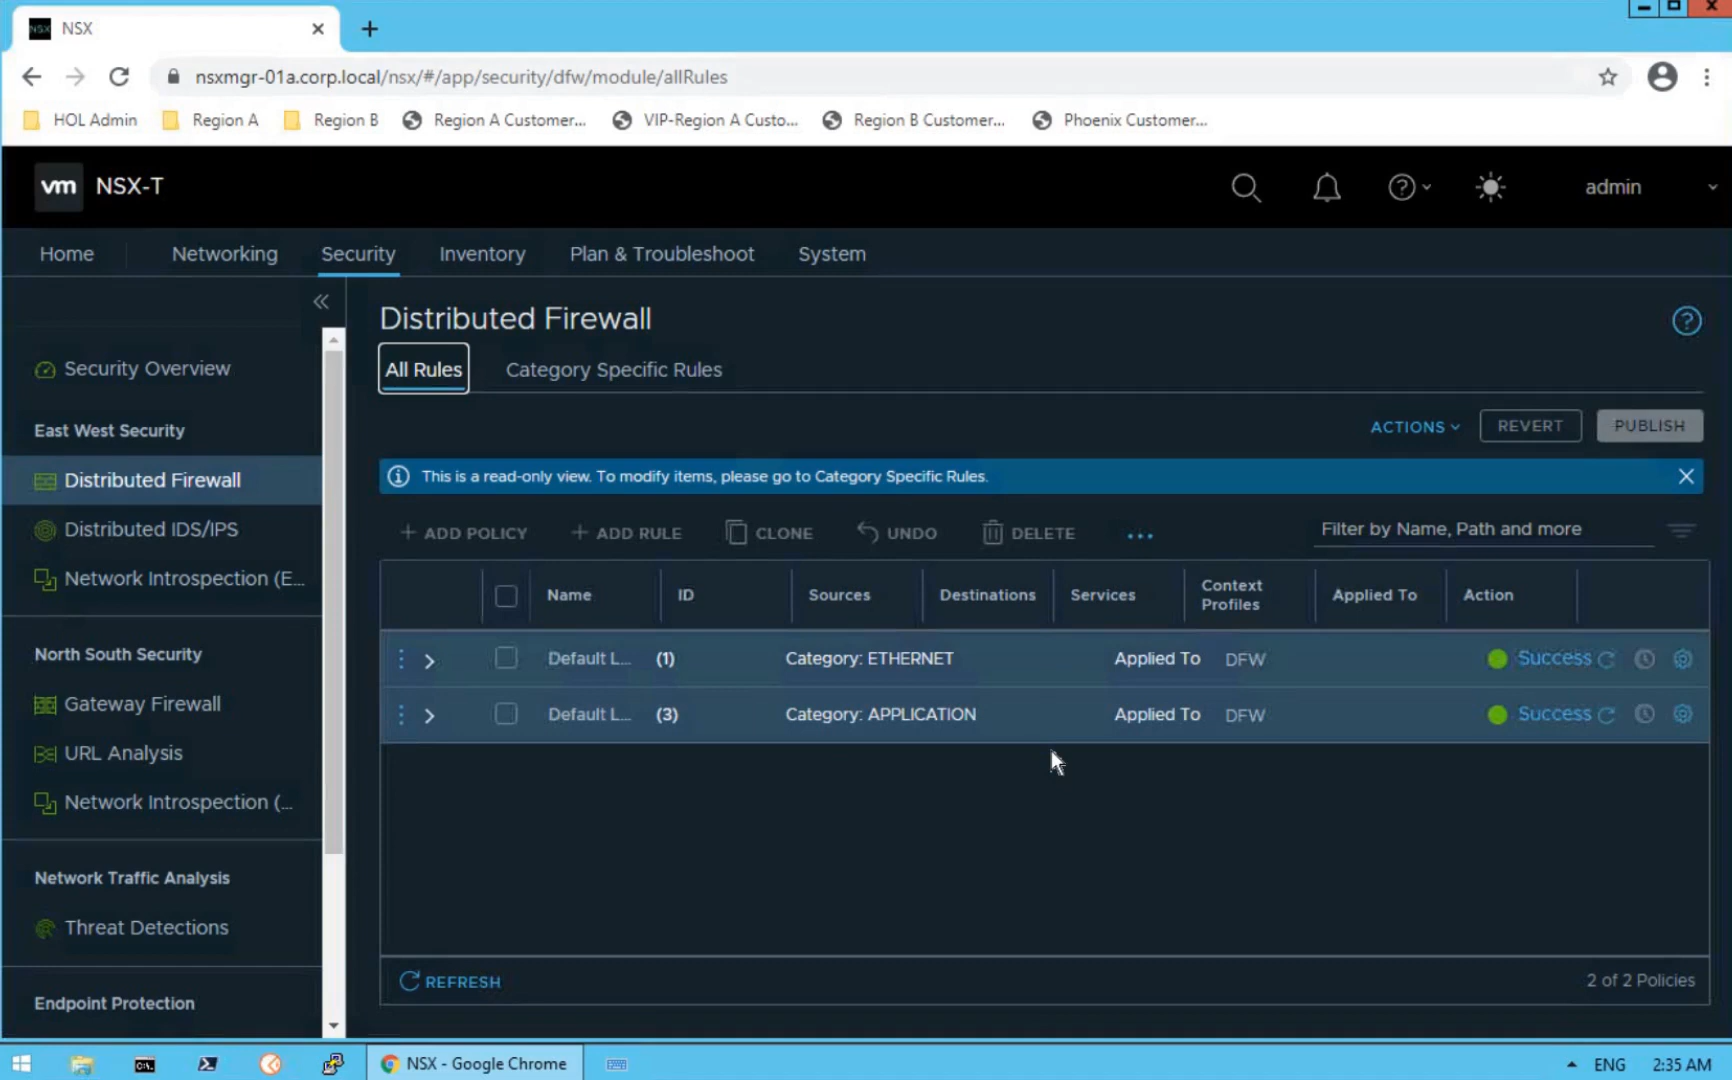 NSX
nsxmgr-01a.corp.local/nsx/#/app/security/dfw/module/allRules
HOL Admin Region A Region B Region A Customer... VIP-Region A Custo... Region B Customer... Phoenix Customer...
vm NSX-T admin
Home Networking Security Inventory Plan & Troubleshoot System
Distributed Firewall
All Rules Category Specific Rules
Security Overview
East West Security
Distributed Firewall
Distributed IDS/IPS
Network Introspection (E...
North South Security
Gateway Firewall
URL Analysis
Network Introspection (...
Network Traffic Analysis
Threat Detections
Endpoint Protection
ACTIONS REVERT PUBLISH
This is a read-only view. To modify items, please go to Category Specific Rules.
+ ADD POLICY + ADD RULE CLONE UNDO DELETE ... Filter by Name, Path and more
Name ID Sources Destinations Services Context Profiles Applied To Action
Default L... (1) Category: ETHERNET Applied To DFW Success
Default L... (3) Category: APPLICATION Applied To DFW Success
REFRESH 2 of 2 Policies
NSX - Google Chrome ENG 2:35 AM